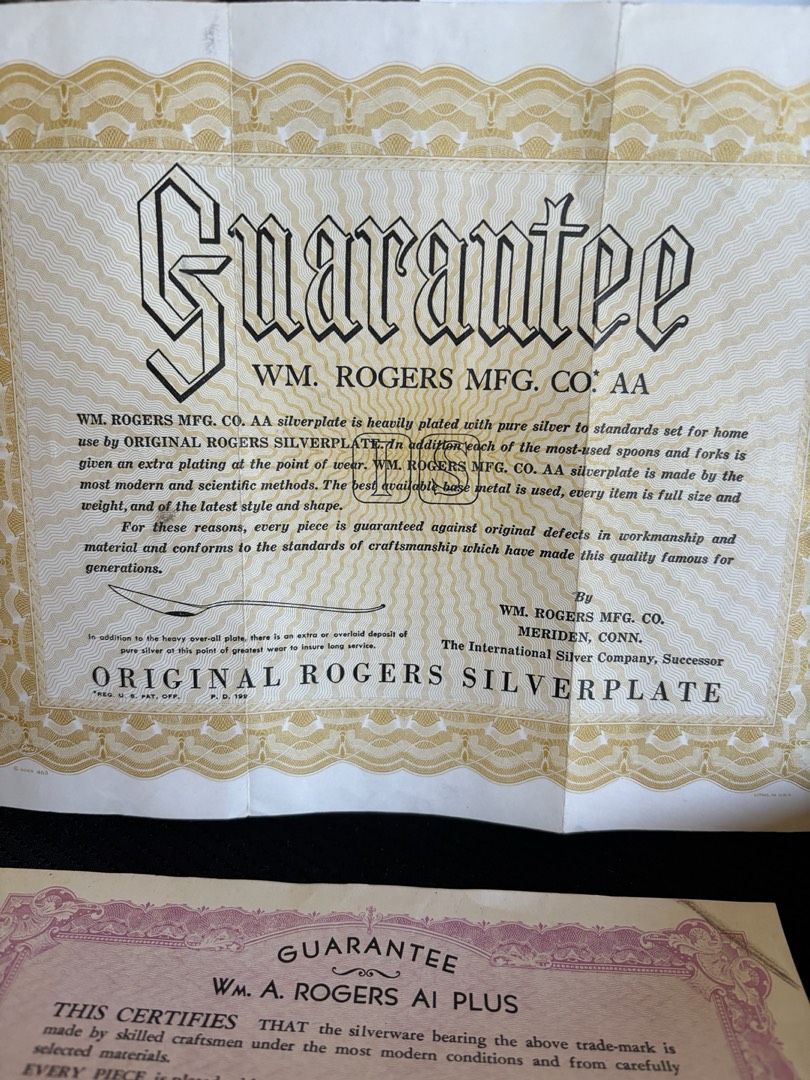 Guarantee
WM. ROGERS MFG. CO.* AA
WM. ROGERS MFG. CO. AA silverplate is heavily plated with pure silver to standards set for home
use by ORIGINAL ROGERS SILVERPLATE. In addition each of the most-used spoons and forks is
given an extra plating at the point of wear. WM. ROGERS MFG. CO. AA silverplate is made by the
most modern and scientific methods. The best available base metal is used, every item is full size and
weight, and of the latest style and shape.
IS
For these reasons, every piece is guaranteed against original defects in workmanship and
material and conforms to the standards of craftsmanship which have made this quality famous for
generations.
In addition to the heavy over-all plate, there is an extra or overlaid deposit of
pure silver at this point of greatest wear to insure long service.
By
WM. ROGERS MFG. CO.
MERIDEN, CONN.
The International Silver Company, Successor
ORIGINAL ROGERS SILVERPLATE
*REG. U. S. PAT. OFF. P. D. 199
GUARANTEE
WM. A. ROGERS A1 PLUS
THIS CERTIFIES THAT the silverware bearing the above trade-mark is
made by skilled craftsmen under the most modern conditions and from carefully
selected materials.
EVERY PIECE is